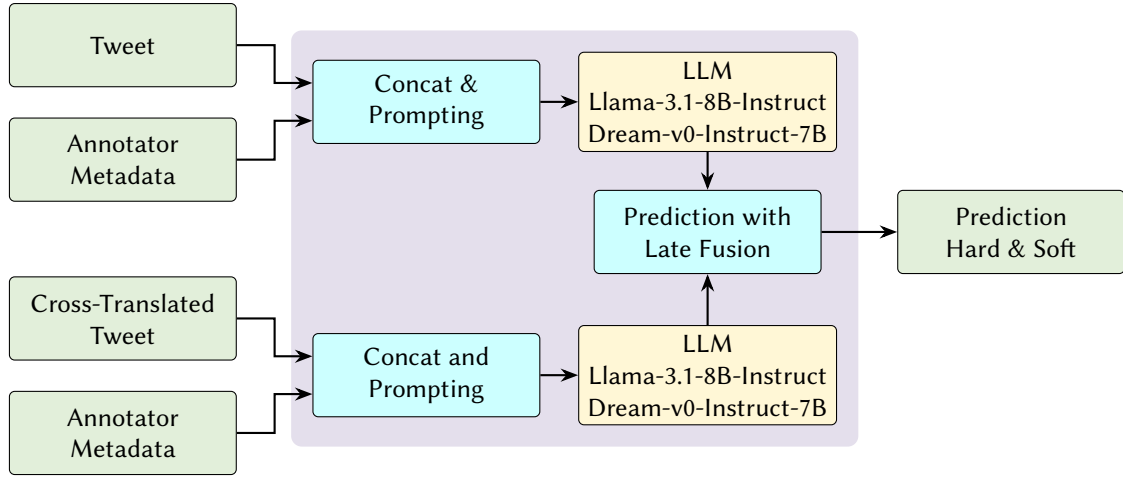 Tweet
Annotator
Metadata
Concat &
Prompting
LLM
Llama-3.1-8B-Instruct
Dream-v0-Instruct-7B
Prediction with
Late Fusion
Prediction
Hard & Soft
Cross-Translated
Tweet
Annotator
Metadata
Concat and
Prompting
LLM
Llama-3.1-8B-Instruct
Dream-v0-Instruct-7B